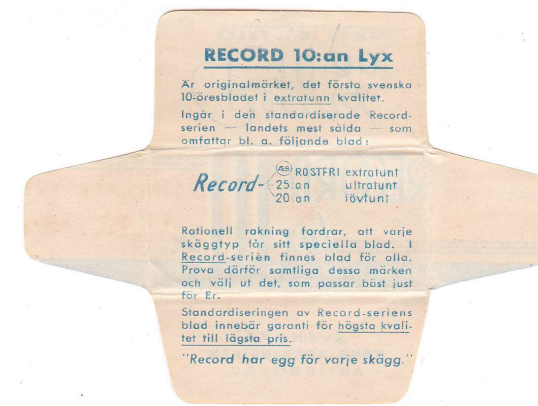 RECORD 10:an Lyx
Är originalmärket, det första svenska
10-öresbladet i extratunn kvalitet.
Ingår i den standardiserade Record-
serien — landets mest sålda — som
omfattar bl. a. följande blad:
ÆB ROSTFRI extratunt
Record- 25:an ultratunt
20:an lövtunt
Rationell rakning fordrar, att varje
skäggtyp får sitt speciella blad. I
Record-serien finnes blad för alla.
Prova därför samtliga dessa märken
och välj ut det, som passar bäst just
för Er.
Standardiseringen av Record-seriens
blad innebär garanti för högsta kvali-
tet till lägsta pris.
"Record har egg för varje skägg."